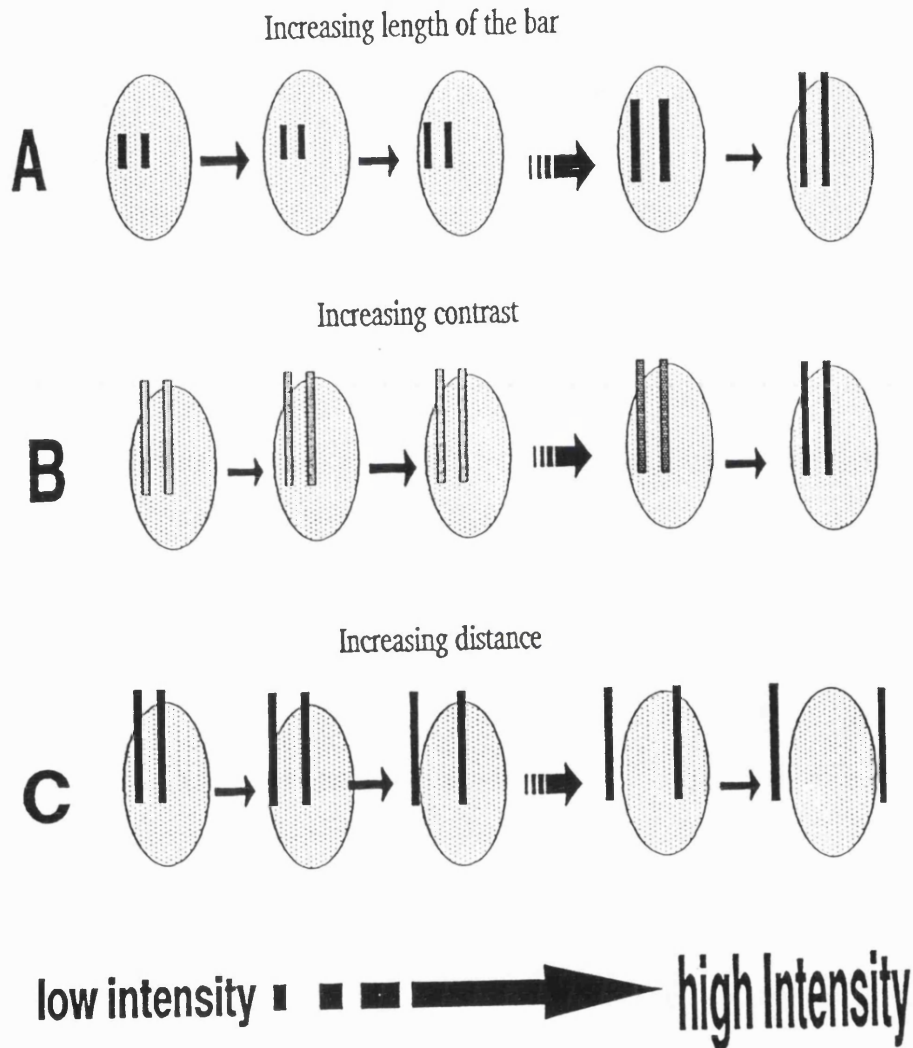 Increasing length of the bar
A
Increasing contrast
B
Increasing distance
C
low intensity
high Intensity